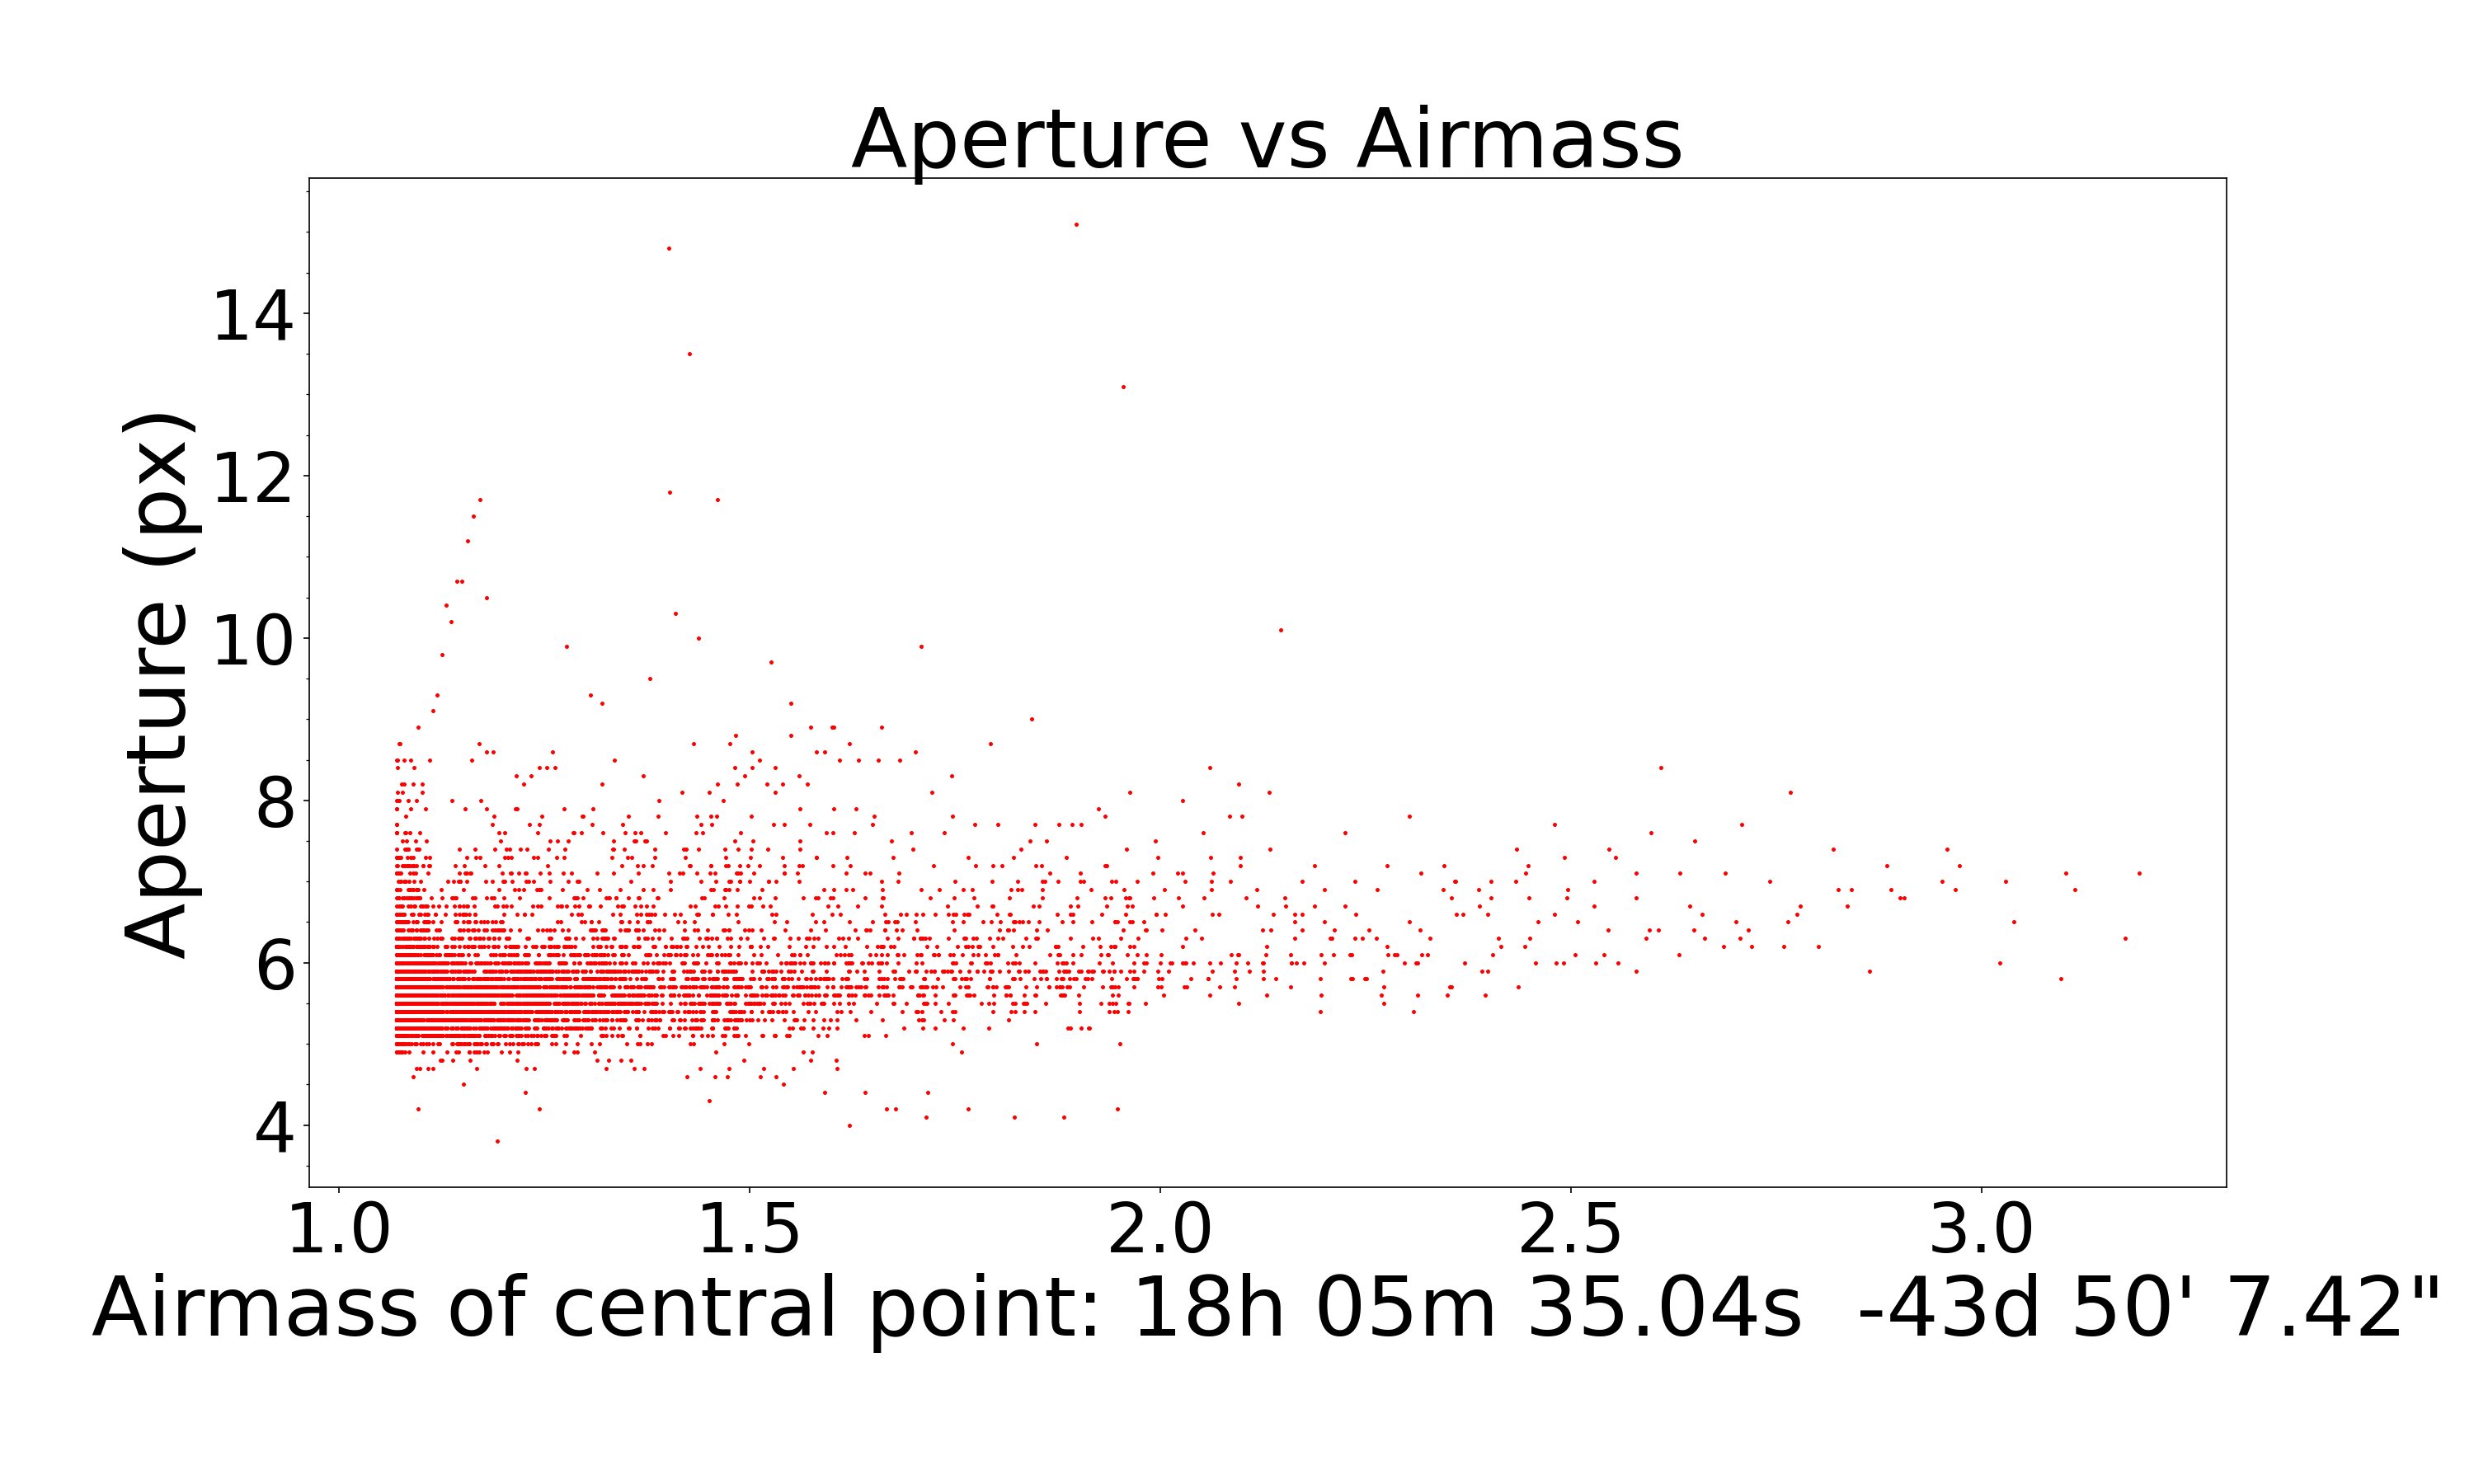 Aperture vs Airmass
Aperture (px)
14
12
10
8
6
4
1.0 1.5 2.0 2.5 3.0
Airmass of central point: 18h 05m 35.04s  -43d 50' 7.42"